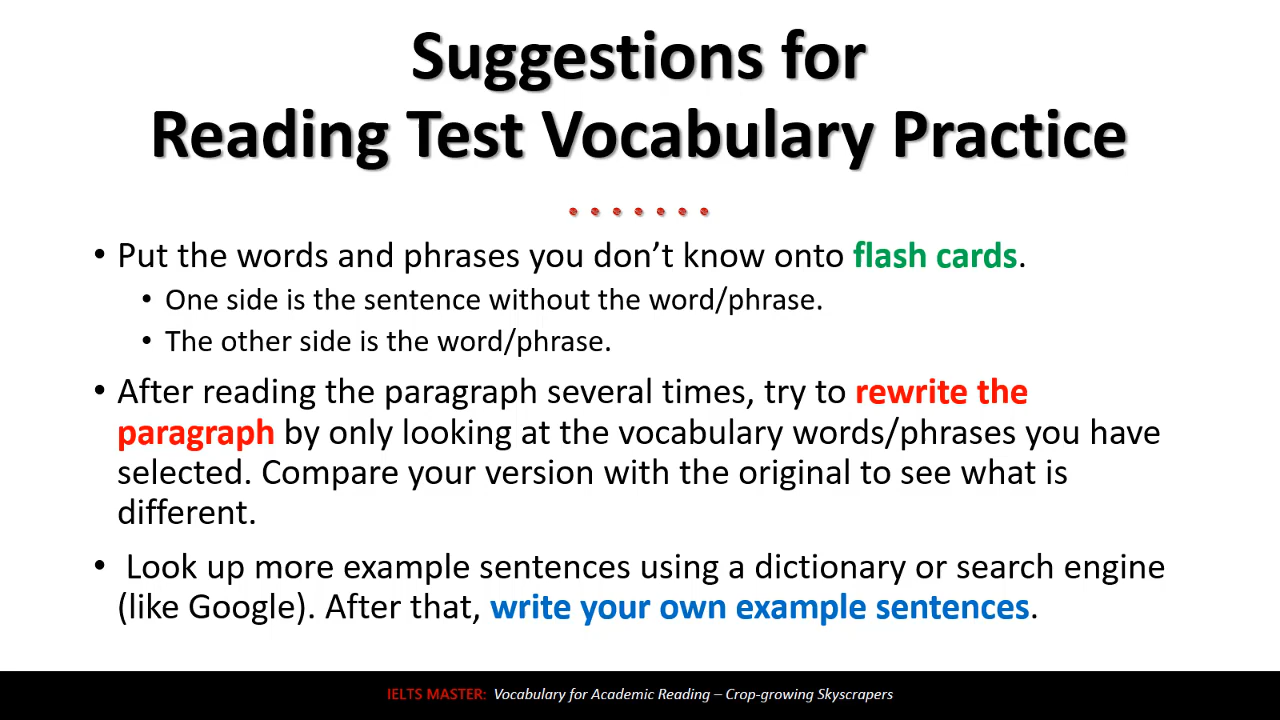 Suggestions for
Reading Test Vocabulary Practice
• Put the words and phrases you don’t know onto flash cards.
• One side is the sentence without the word/phrase.
• The other side is the word/phrase.
• After reading the paragraph several times, try to rewrite the
paragraph by only looking at the vocabulary words/phrases you have
selected. Compare your version with the original to see what is
different.
• Look up more example sentences using a dictionary or search engine
(like Google). After that, write your own example sentences.
IELTS MASTER: Vocabulary for Academic Reading – Crop-growing Skyscrapers